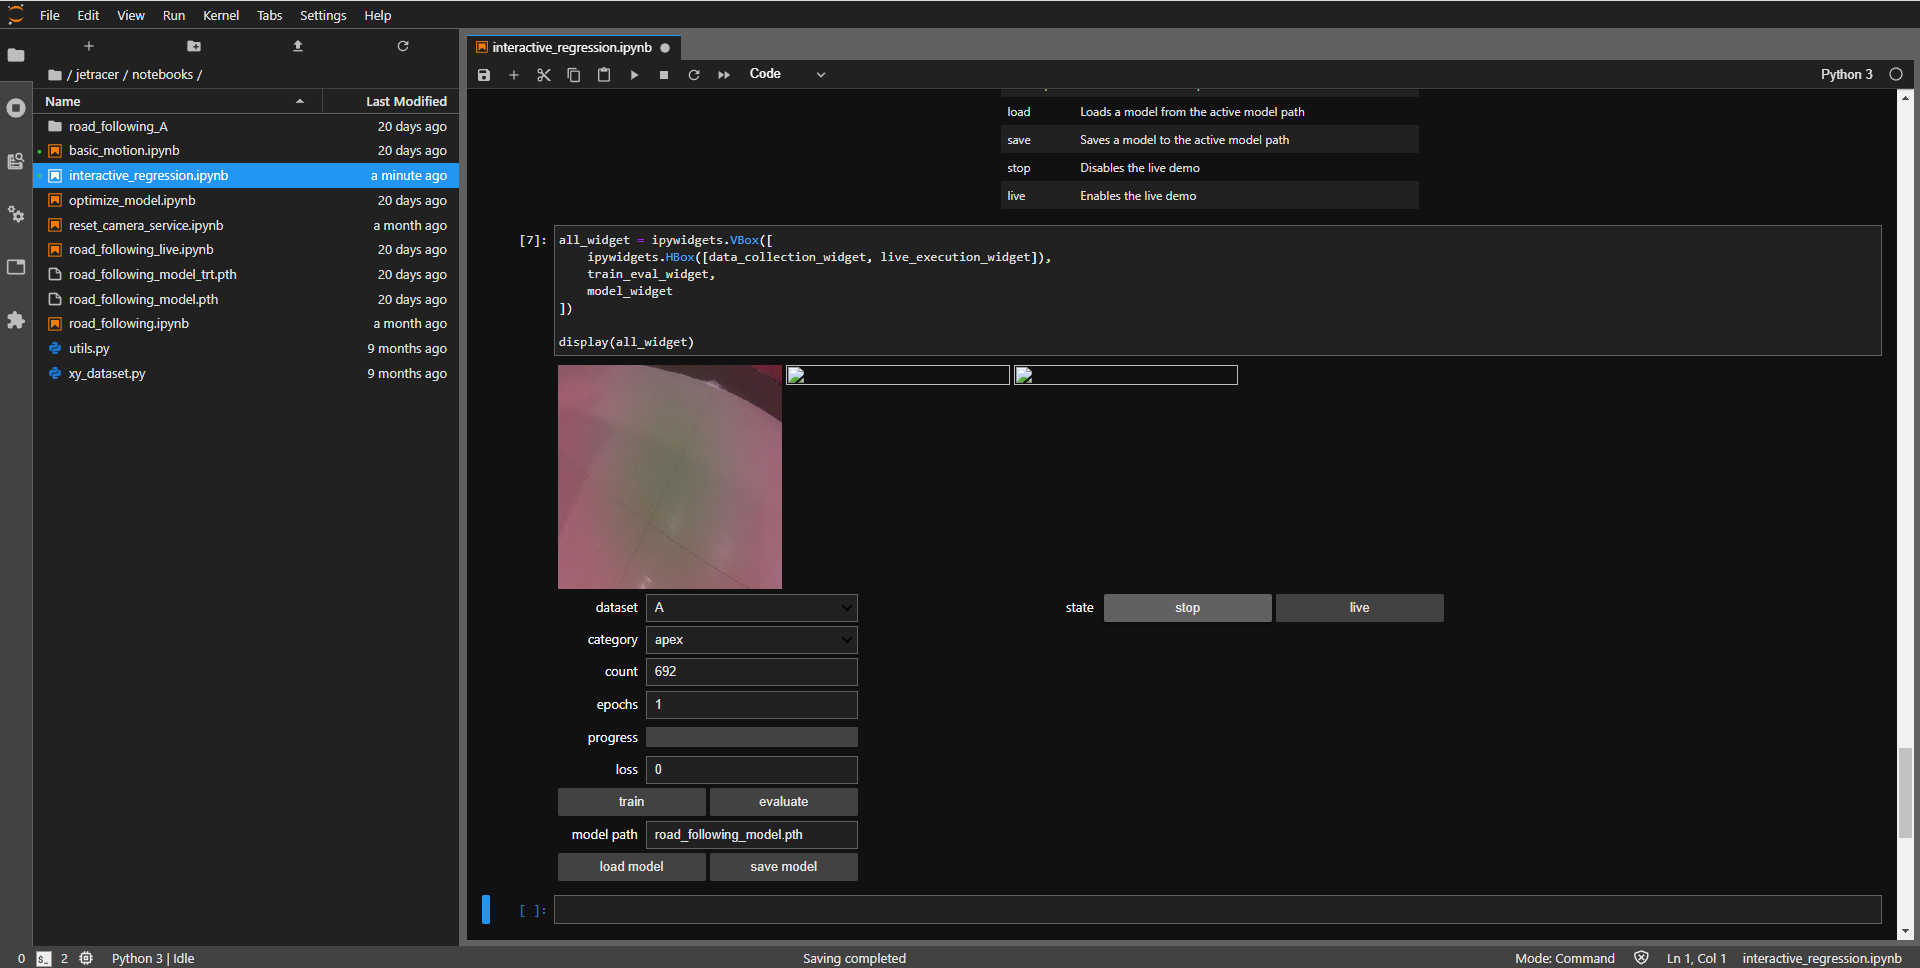 File Edit View Run Kernel Tabs Settings Help
/ jetracer / notebooks /
Name Last Modified
road_following_A 20 days ago
basic_motion.ipynb 20 days ago
interactive_regression.ipynb a minute ago
optimize_model.ipynb 20 days ago
reset_camera_service.ipynb a month ago
road_following_live.ipynb 20 days ago
road_following_model_trt.pth 20 days ago
road_following_model.pth 20 days ago
road_following.ipynb a month ago
utils.py 9 months ago
xy_dataset.py 9 months ago
interactive_regression.ipynb
Code
Python 3
load Loads a model from the active model path
save Saves a model to the active model path
stop Disables the live demo
live Enables the live demo
[7]:
all_widget = ipywidgets.VBox([
    ipywidgets.HBox([data_collection_widget, live_execution_widget]),
    train_eval_widget,
    model_widget
])
display(all_widget)
dataset A
state stop live
category apex
count 692
epochs 1
progress
loss 0
train evaluate
model path road_following_model.pth
load model save model
[ ]:
0 $_ 2 Python 3 | Idle Saving completed Mode: Command Ln 1, Col 1 interactive_regression.ipynb